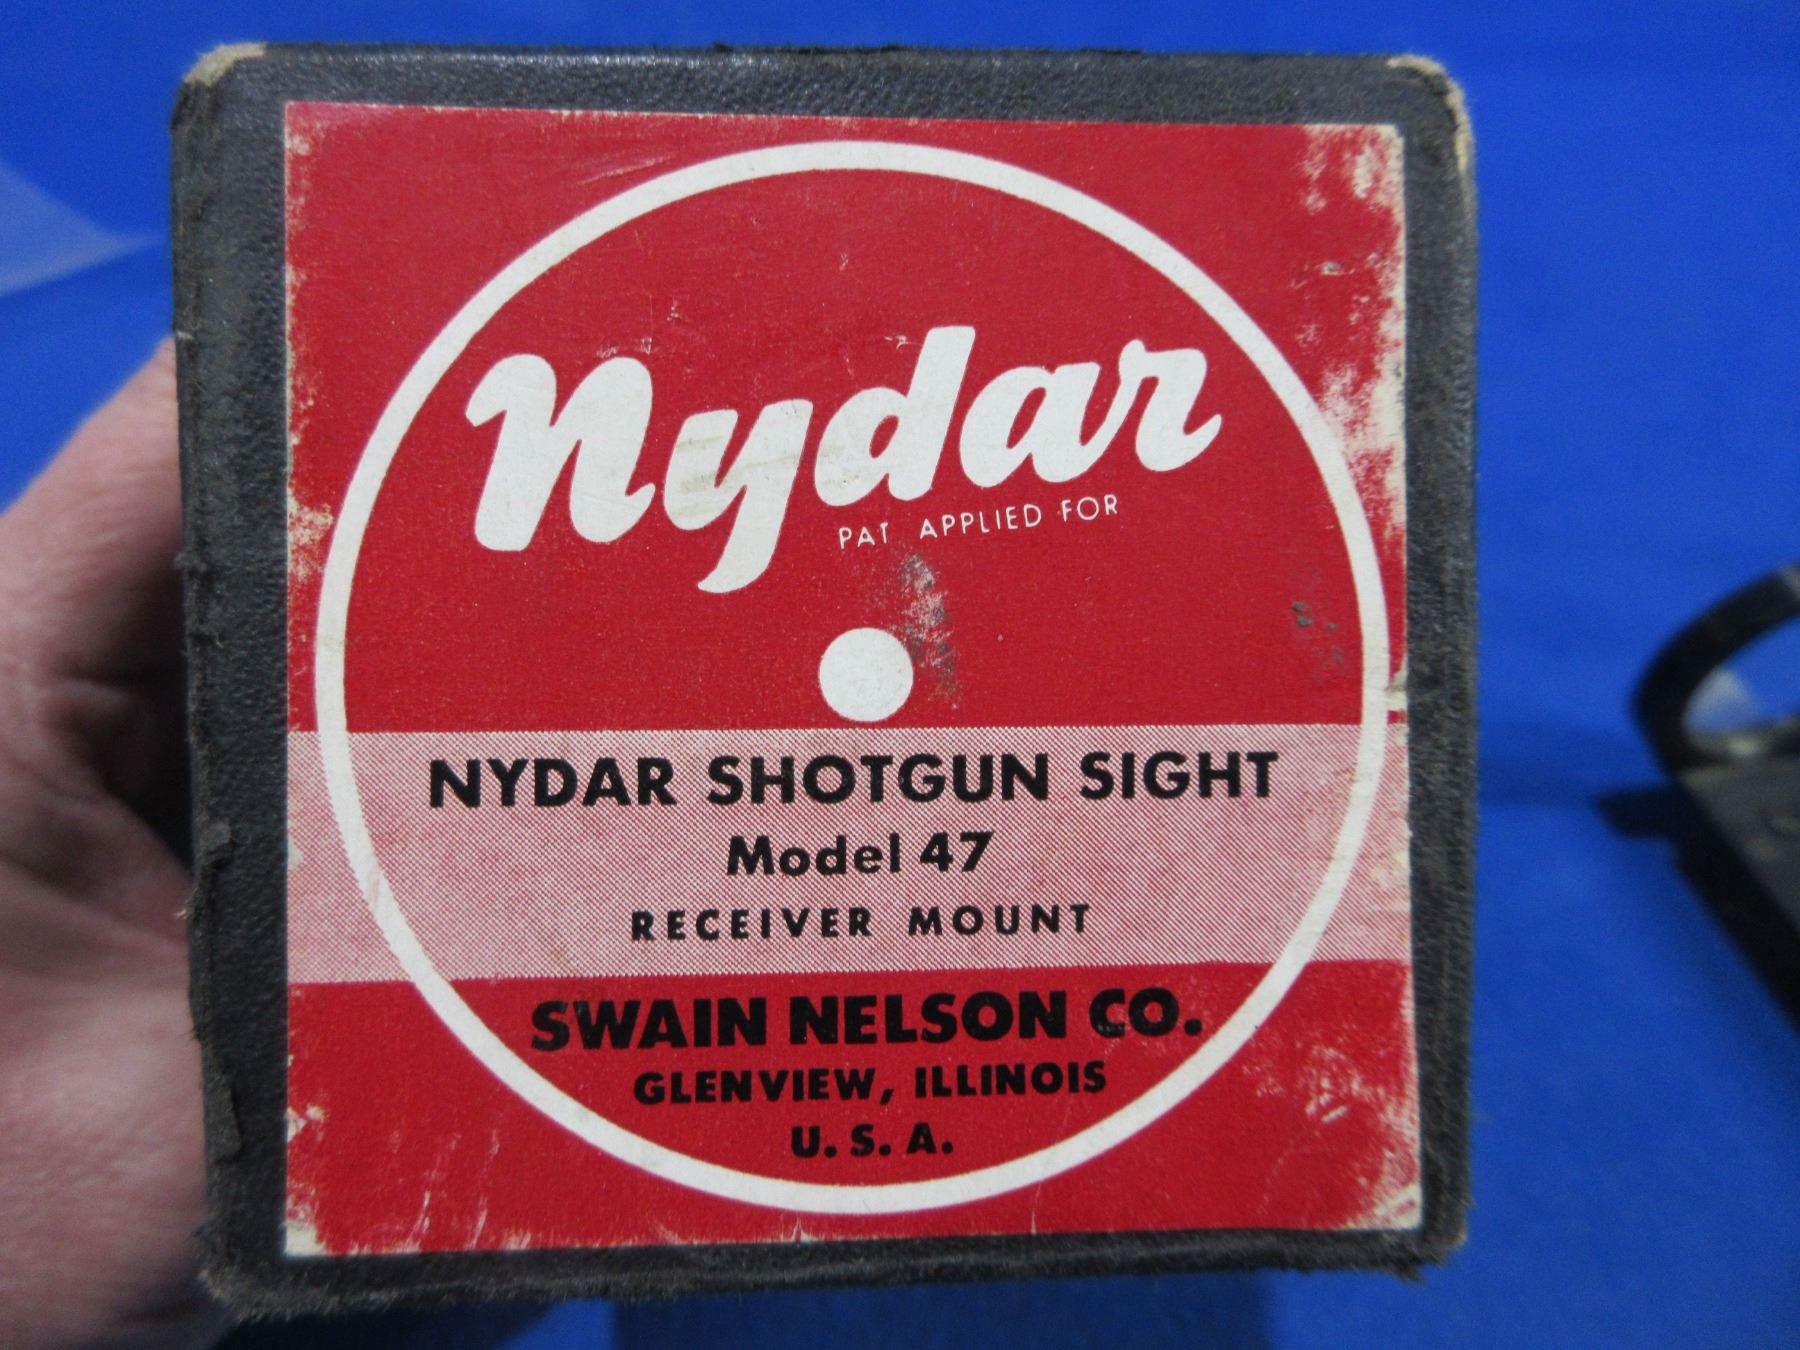 Nydar
PAT APPLIED FOR
NYDAR SHOTGUN SIGHT
Model 47
RECEIVER MOUNT
SWAIN NELSON CO.
GLENVIEW, ILLINOIS
U. S. A.